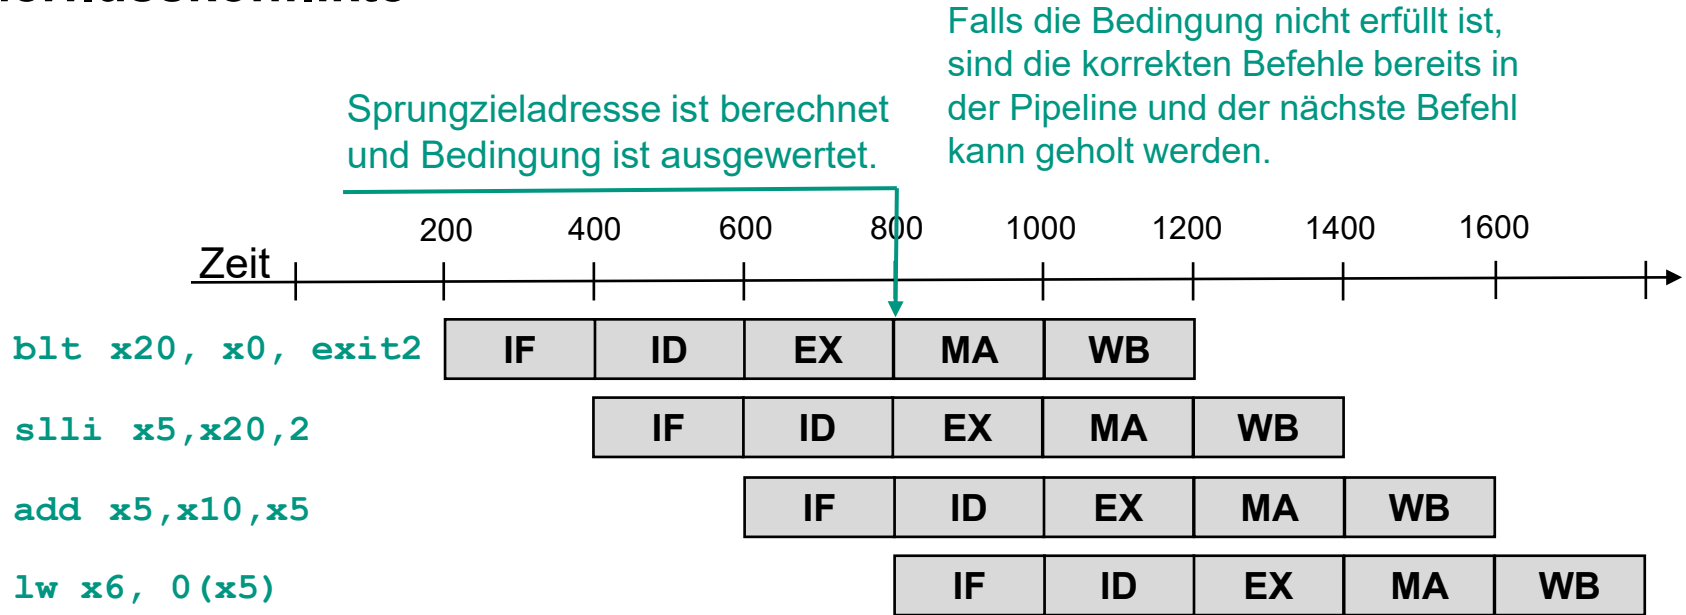 Falls die Bedingung nicht erfüllt ist,
sind die korrekten Befehle bereits in
der Pipeline und der nächste Befehl
kann geholt werden.
Sprungzieladresse ist berechnet
und Bedingung ist ausgewertet.
200 400 600 800 1000 1200 1400 1600
Zeit
blt x20, x0, exit2 IF ID EX MA WB
slli x5,x20,2 IF ID EX MA WB
add x5,x10,x5 IF ID EX MA WB
lw x6, 0(x5) IF ID EX MA WB